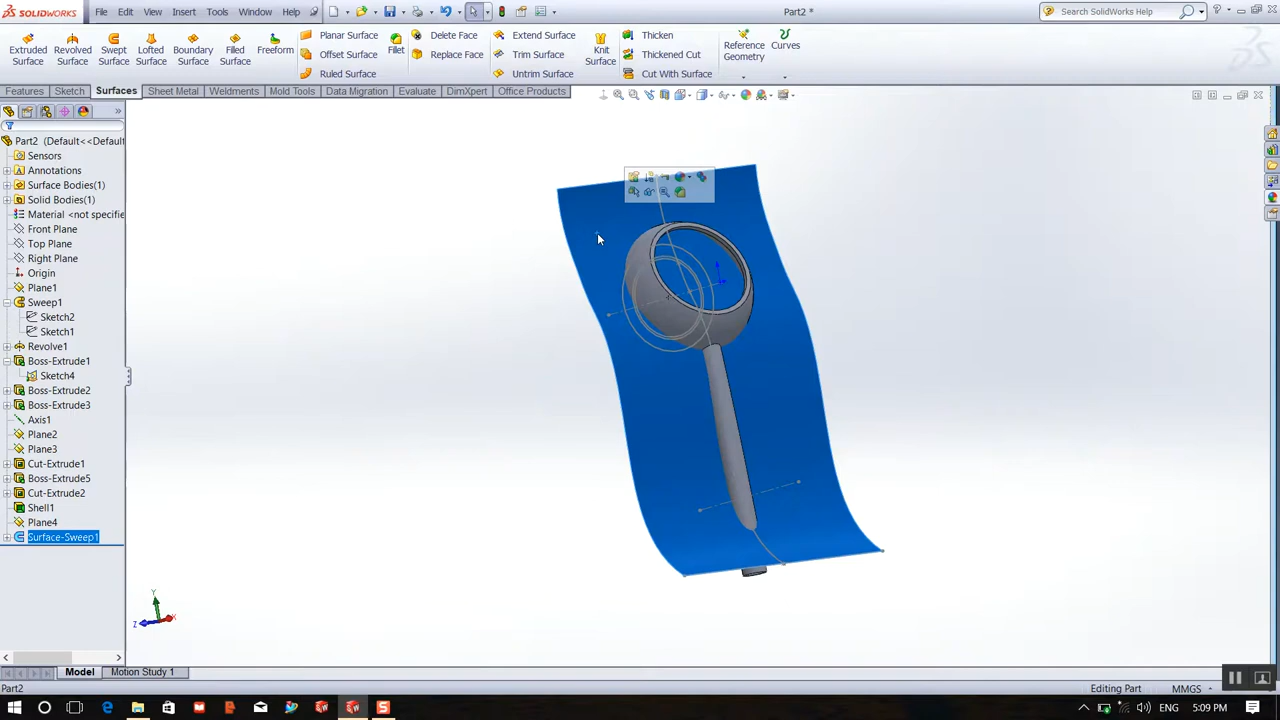 SOLIDWORKS File Edit View Insert Tools Window Help Part2 * Search SolidWorks Help
Extruded Surface
Revolved Surface
Swept Surface
Lofted Surface
Boundary Surface
Filled Surface
Freeform
Planar Surface
Offset Surface
Ruled Surface
Fillet
Delete Face
Replace Face
Extend Surface
Trim Surface
Untrim Surface
Knit Surface
Thicken
Thickened Cut
Cut With Surface
Reference Geometry
Curves
Features Sketch Surfaces Sheet Metal Weldments Mold Tools Data Migration Evaluate DimXpert Office Products
Part2 (Default<<Default
Sensors
Annotations
Surface Bodies(1)
Solid Bodies(1)
Material <not specifie
Front Plane
Top Plane
Right Plane
Origin
Plane1
Sweep1
Sketch2
Sketch1
Revolve1
Boss-Extrude1
Sketch4
Boss-Extrude2
Boss-Extrude3
Axis1
Plane2
Plane3
Cut-Extrude1
Boss-Extrude5
Cut-Extrude2
Shell1
Plane4
Surface-Sweep1
Y
Z X
Model Motion Study 1
Part2 Editing Part MMGS
ENG 5:09 PM